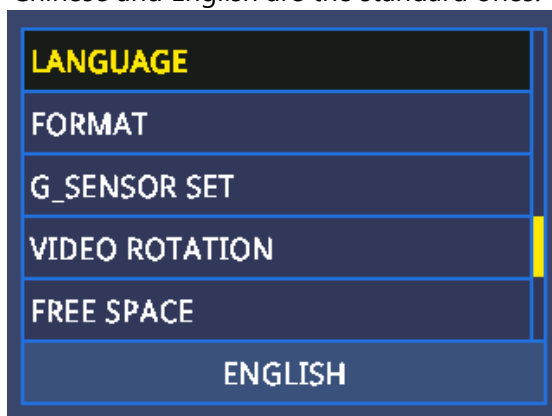 Chinese and English are the standard ones.
LANGUAGE
FORMAT
G_SENSOR SET
VIDEO ROTATION
FREE SPACE
ENGLISH